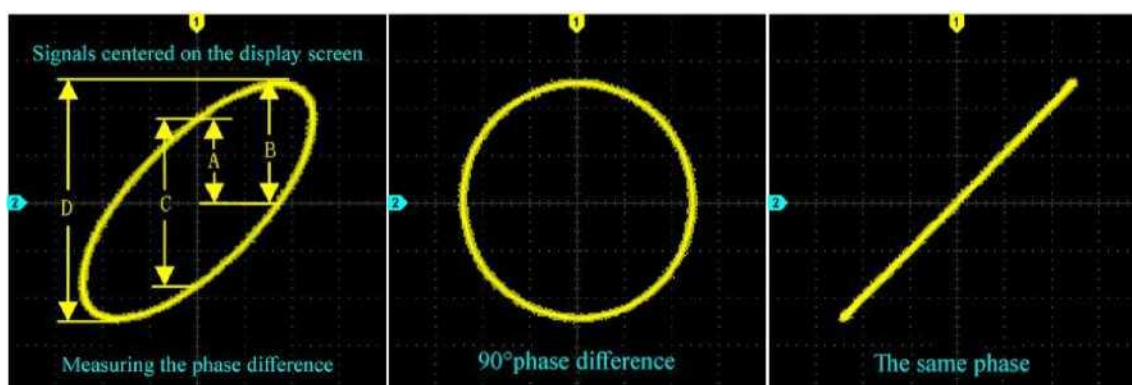 1
Signals centered on the display screen
D
C
A
B
2
Measuring the phase difference
1
2
90°phase difference
1
2
The same phase